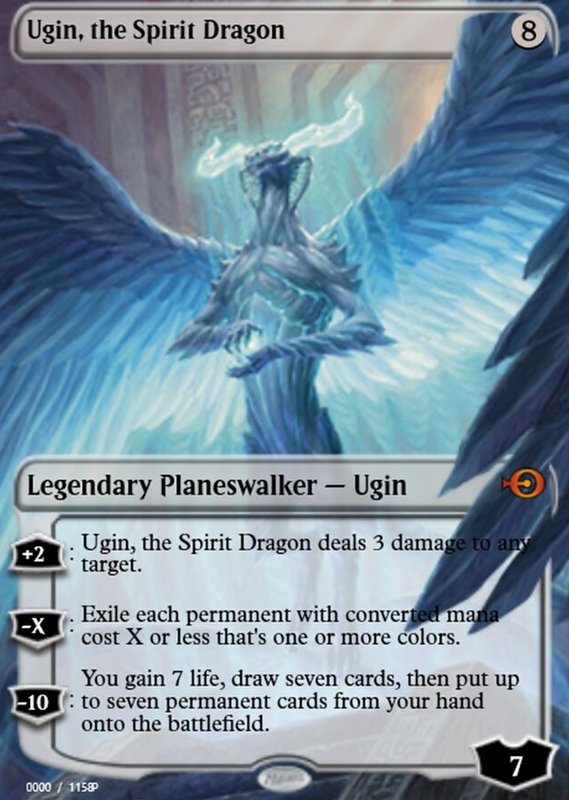 Ugin, the Spirit Dragon 8
Legendary Planeswalker — Ugin
+2 : Ugin, the Spirit Dragon deals 3 damage to any
target.
-X : Exile each permanent with converted mana
cost X or less that's one or more colors.
-10 : You gain 7 life, draw seven cards, then put up
to seven permanent cards from your hand
onto the battlefield.
7
0000 / 1158P